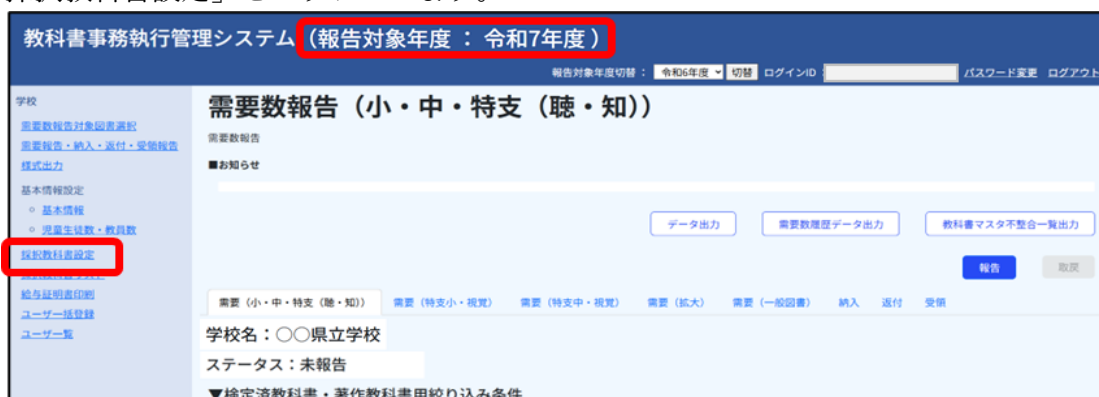 教科書設定」
教科書事務執行管理システム（報告対象年度 ： 令和7年度 ）
報告対象年度切替： 令和6年度 切替 ログインID： パスワード変更 ログアウト
学校
需要数報告対象図書選択
需要報告・納入・返付・受領報告
様式出力
基本情報設定
基本情報
児童生徒数・教員数
採択教科書設定
給与証明書印刷
ユーザ一括登録
ユーザ一覧
需要数報告（小・中・特支（聴・知））
需要数報告
■お知らせ
データ出力 需要数履歴データ出力 教科書マスタ不整合一覧出力
報告 取戻
需要（小・中・特支（聴・知）） 需要（特支小・視覚） 需要（特支中・視覚） 需要（拡大） 需要（一般図書） 納入 返付 受領
学校名：〇〇県立学校
ステータス：未報告
▼検定済教科書・著作教科書用絞り込み条件